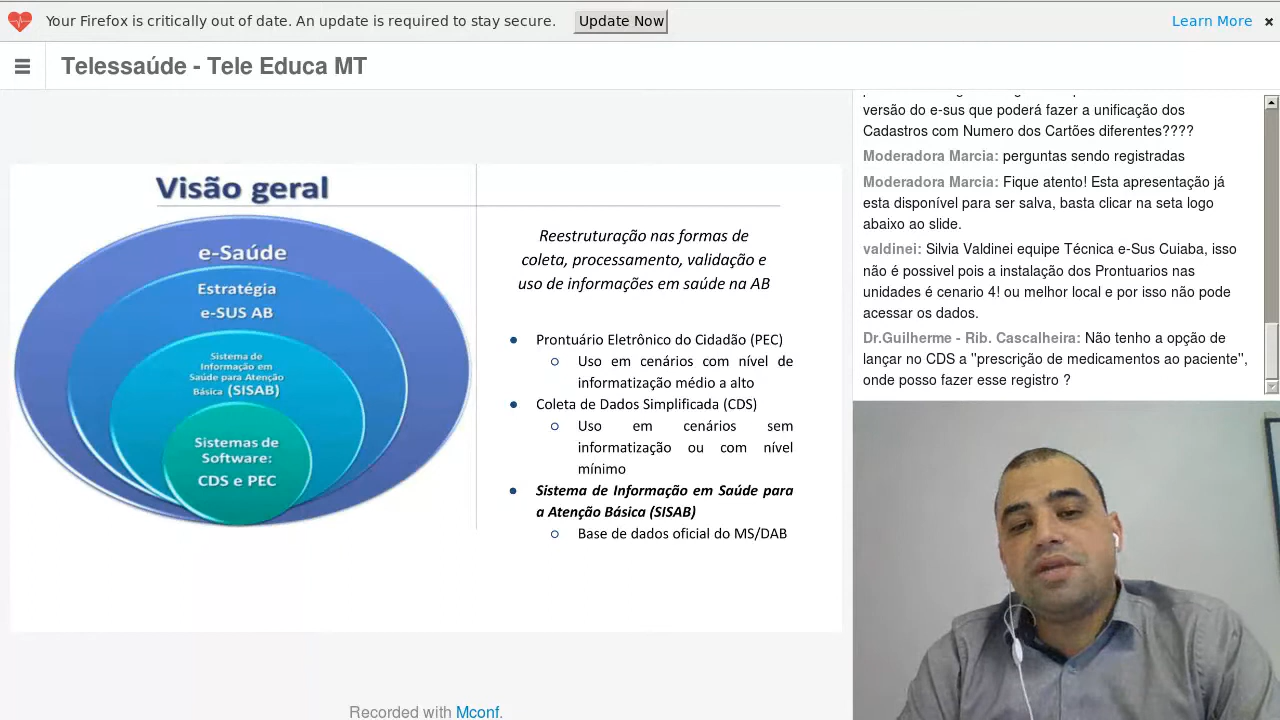 Your Firefox is critically out of date. An update is required to stay secure.
Update Now
Learn More
Telessaúde - Tele Educa MT
Visão geral
e-Saúde
Estratégia
e-SUS AB
Sistema de
Informação em
Saúde para Atenção
Básica (SISAB)
Sistemas de
Software:
CDS e PEC
Reestruturação nas formas de
coleta, processamento, validação e
uso de informações em saúde na AB
Prontuário Eletrônico do Cidadão (PEC)
Uso em cenários com nível de
informatização médio a alto
Coleta de Dados Simplificada (CDS)
Uso em cenários sem
informatização ou com nível
mínimo
Sistema de Informação em Saúde para
a Atenção Básica (SISAB)
Base de dados oficial do MS/DAB
Recorded with Mconf.
versão do e-sus que poderá fazer a unificação dos
Cadastros com Numero dos Cartões diferentes????
Moderadora Marcia: perguntas sendo registradas
Moderadora Marcia: Fique atento! Esta apresentação já
esta disponível para ser salva, basta clicar na seta logo
abaixo ao slide.
valdinei: Silvia Valdinei equipe Técnica e-Sus Cuiaba, isso
não é possivel pois a instalação dos Prontuarios nas
unidades é cenario 4! ou melhor local e por isso não pode
acessar os dados.
Dr.Guilherme - Rib. Cascalheira: Não tenho a opção de
lançar no CDS a "prescrição de medicamentos ao paciente",
onde posso fazer esse registro ?